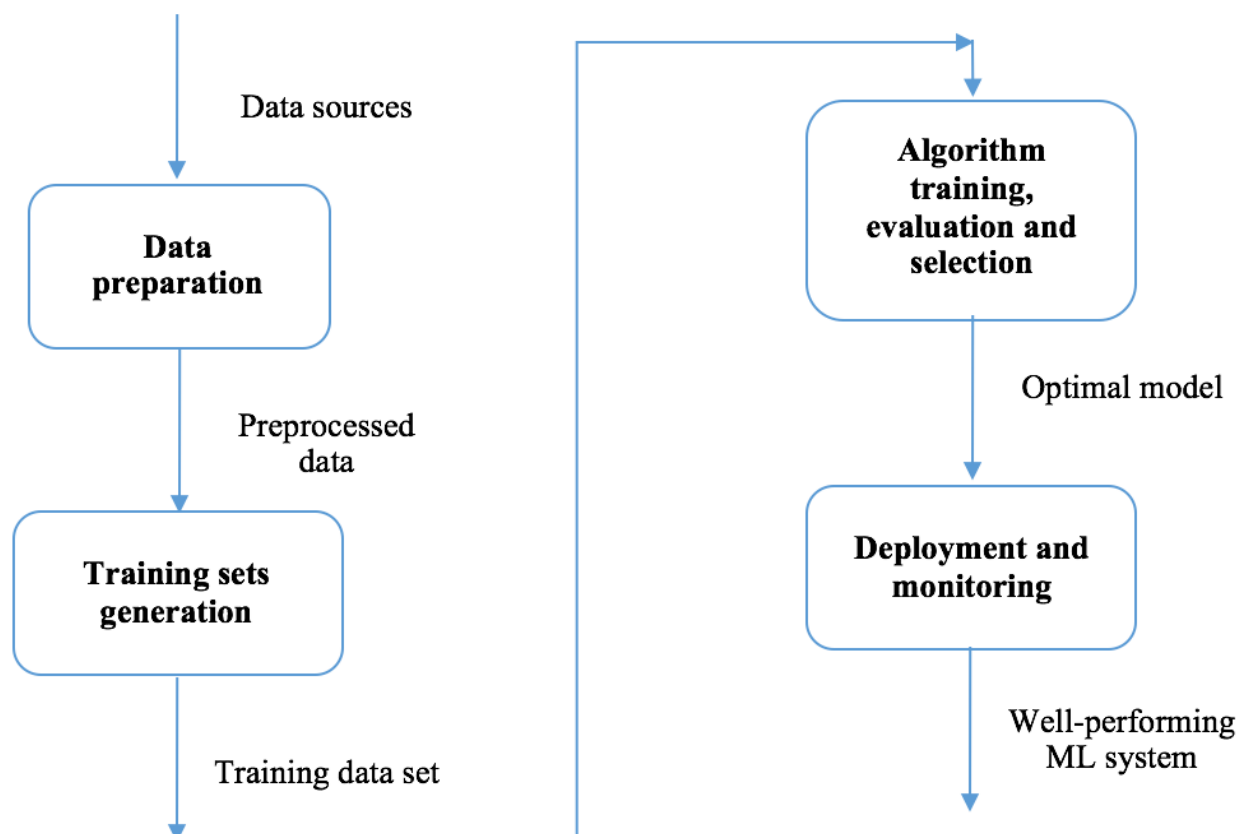 Data sources
Data
preparation
Preprocessed
data
Training sets
generation
Training data set
Algorithm
training,
evaluation and
selection
Optimal model
Deployment and
monitoring
Well-performing
ML system